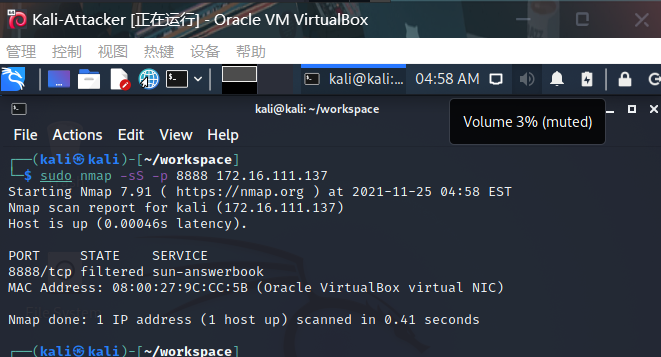 Kali-Attacker [正在运行] - Oracle VM VirtualBox
管理 控制 视图 热键 设备 帮助
kali@kali:... 04:58 AM
kali@kali: ~/workspace
Volume 3% (muted)
File Actions Edit View Help
┌──(kali㉿kali)-[~/workspace]
└─$ sudo nmap -sS -p 8888 172.16.111.137
Starting Nmap 7.91 ( https://nmap.org ) at 2021-11-25 04:58 EST
Nmap scan report for kali (172.16.111.137)
Host is up (0.00046s latency).
PORT STATE SERVICE
8888/tcp filtered sun-answerbook
MAC Address: 08:00:27:9C:CC:5B (Oracle VirtualBox virtual NIC)
Nmap done: 1 IP address (1 host up) scanned in 0.41 seconds
┌──(kali㉿kali)-[~/workspace]